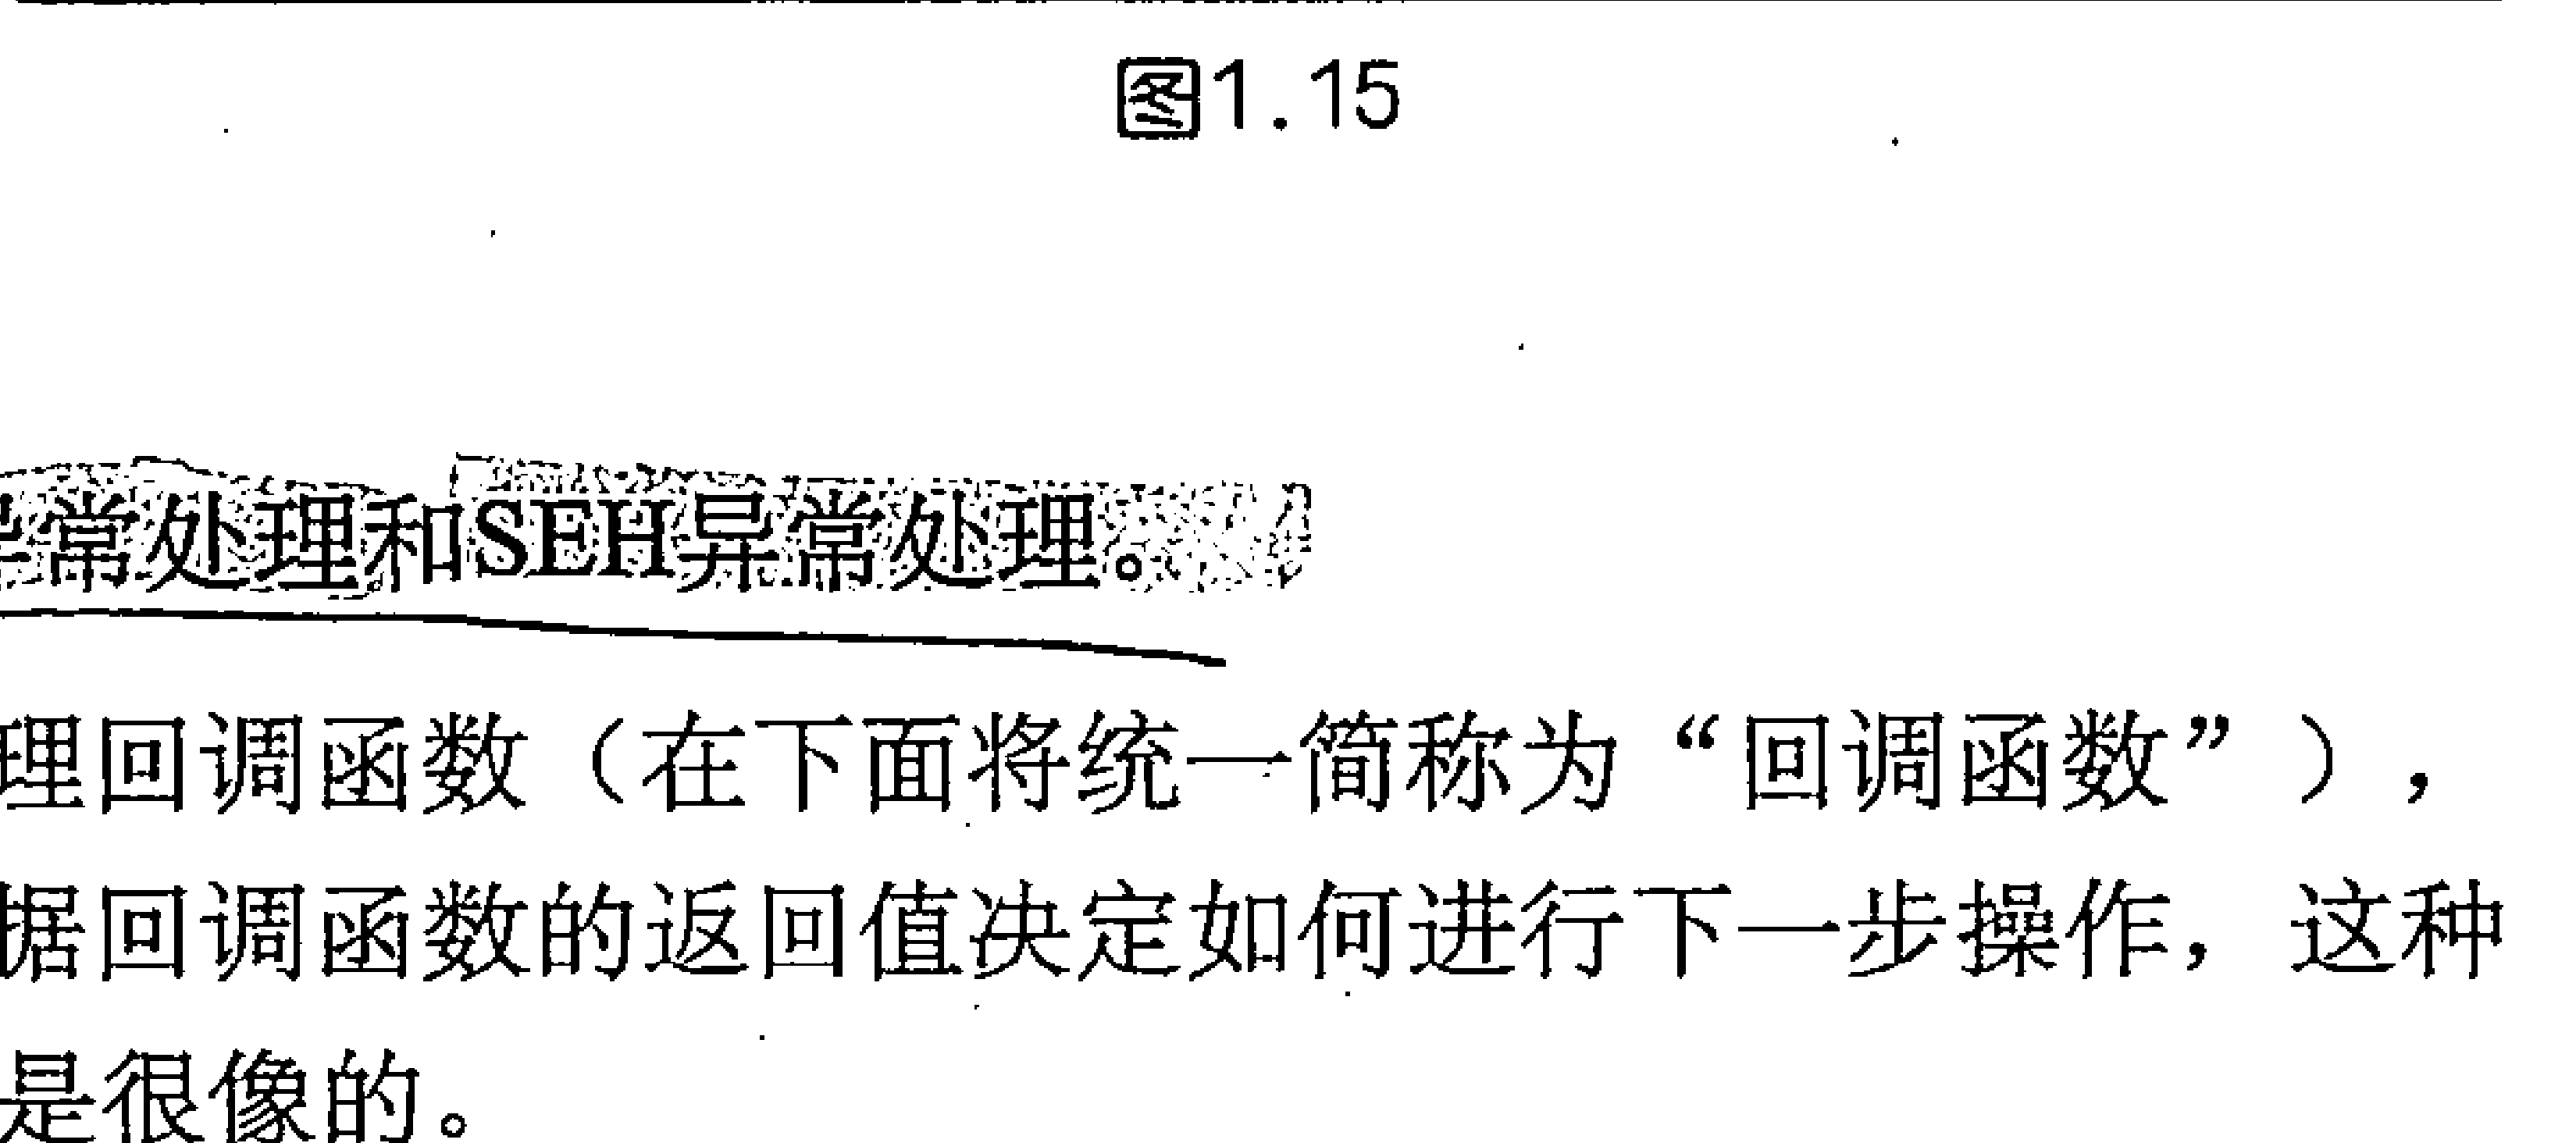 图1.15
异常处理和SEH异常处理。
理回调函数（在下面将统一简称为“回调函数”），
据回调函数的返回值决定如何进行下一步操作，这种
是很像的。